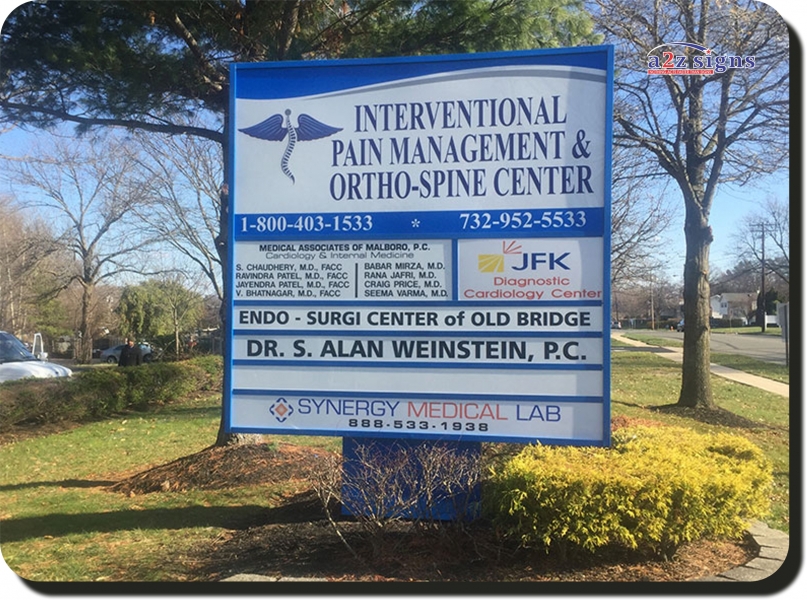 a2z signs
INTERVENTIONAL
PAIN MANAGEMENT &
ORTHO-SPINE CENTER
1-800-403-1533 * 732-952-5533
MEDICAL ASSOCIATES OF MALBORO, P.C.
Cardiology & Internal Medicine
S. CHAUDHERY, M.D., FACC
RAVINDRA PATEL, M.D., FACC
JAYENDRA PATEL, M.D., FACC
V. BHATNAGAR, M.D., FACC
BABAR MIRZA, M.D.
RANA JAFRI, M.D.
CRAIG PRICE, M.D.
SEEMA VARMA, M.D.
JFK
Diagnostic
Cardiology Center
ENDO - SURGI CENTER of OLD BRIDGE
DR. S. ALAN WEINSTEIN, P.C.
SYNERGY MEDICAL LAB
888-533-1938